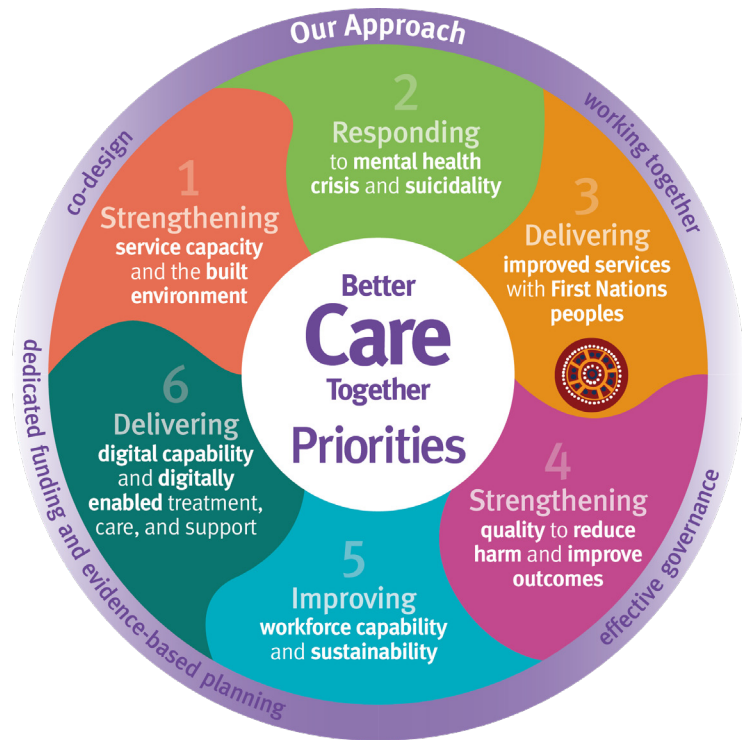 Our Approach
co-design
working together
effective governance
dedicated funding and evidence-based planning
Better
Care
Together
Priorities
1
Strengthening
service capacity
and the built
environment
2
Responding
to mental health
crisis and suicidality
3
Delivering
improved services
with First Nations
peoples
4
Strengthening
quality to reduce
harm and improve
outcomes
5
Improving
workforce capability
and sustainability
6
Delivering
digital capability
and digitally
enabled treatment,
care, and support